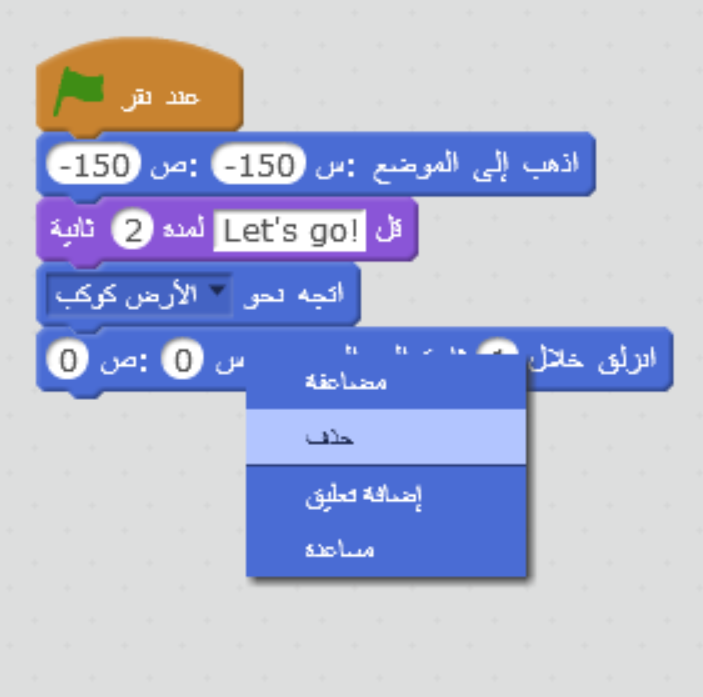 عند نقر
اذهب إلى الموضع س: -150 ص: -150
قل Let's go! لمدة 2 ثانية
اتجه نحو الأرض كوكب
انزلق خلال س 0 ص: 0
مضاعفة
حذف
إضافة تعليق
مساعدة